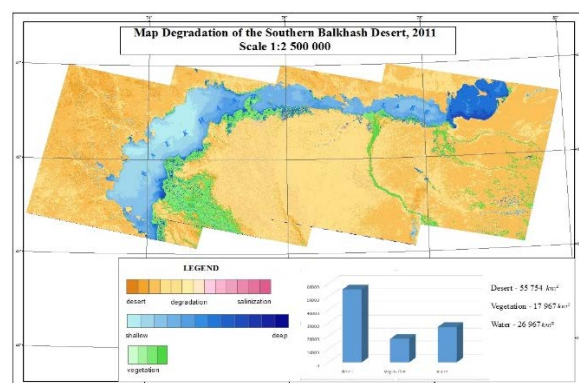 Map Degradation of the Southern Balkhash Desert, 2011
Scale 1:2 500 000
LEGEND
desert degradation salinization
shallow deep
vegetation
Desert - 55 754 km²
Vegetation - 17 967 km²
Water - 26 967 km²